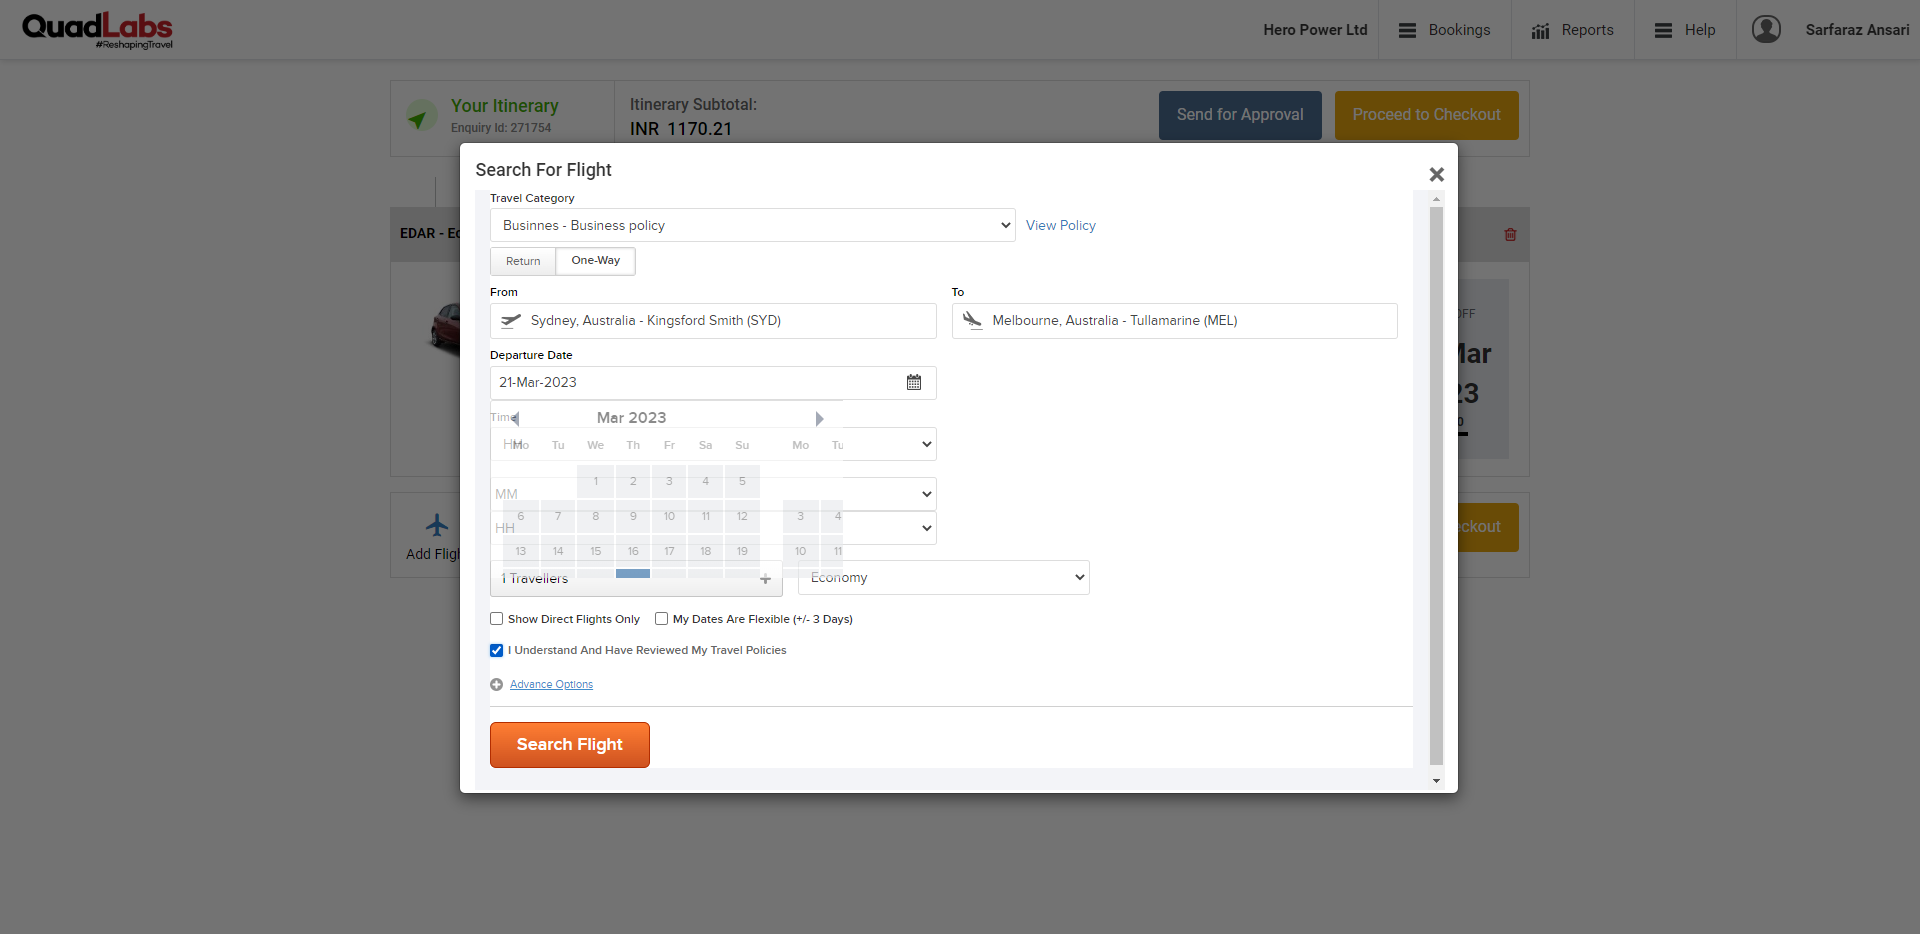 QuadLabs
#ReshapingTravel
Hero Power Ltd
Bookings
Reports
Help
Sarfaraz Ansari
Your Itinerary
Enquiry Id: 271754
Itinerary Subtotal:
INR 1170.21
Send for Approval
Proceed to Checkout
Search For Flight
Travel Category
Businnes - Business policy
View Policy
Return
One-Way
EDAR - Ec
From
To
Sydney, Australia - Kingsford Smith (SYD)
Melbourne, Australia - Tullamarine (MEL)
OFF
Mar
23
0
Departure Date
21-Mar-2023
Time
Mar 2023
HH
Mo Tu We Th Fr Sa Su Mo Tu
1 2 3 4 5
MM
6 7 8 9 10 11 12 3 4
HH
13 14 15 16 17 18 19 10 11
1 Travellers
+
Economy
Add Fligh
eckout
Show Direct Flights Only
My Dates Are Flexible (+/- 3 Days)
I Understand And Have Reviewed My Travel Policies
Advance Options
Search Flight